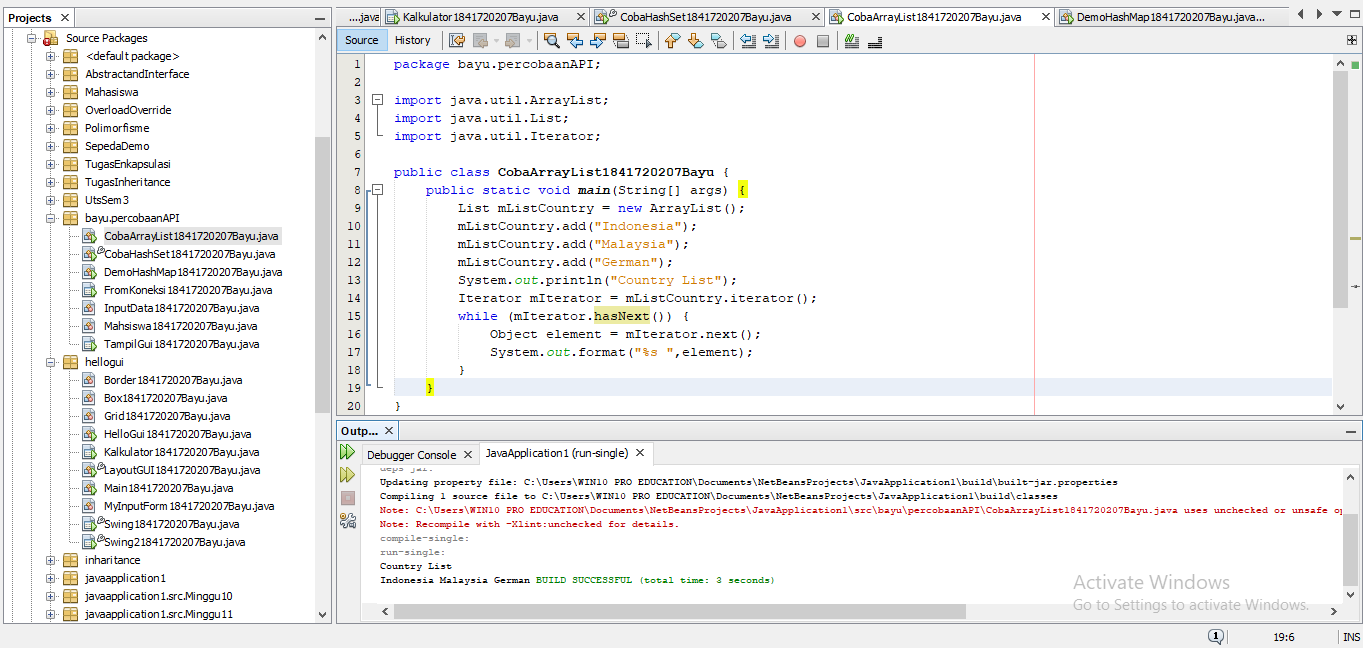 Projects
Source Packages
<default package>
AbstractandInterface
Mahasiswa
OverloadOverride
Polimorfisme
SepedaDemo
TugasEnkapsulasi
TugasInheritance
UtsSem3
bayu.percobaanAPI
CobaArrayList1841720207Bayu.java
CobaHashSet1841720207Bayu.java
DemoHashMap1841720207Bayu.java
FromKoneksi1841720207Bayu.java
InputData1841720207Bayu.java
Mahsiswa1841720207Bayu.java
TampilGui1841720207Bayu.java
hellogui
Border1841720207Bayu.java
Box1841720207Bayu.java
Grid1841720207Bayu.java
HelloGui1841720207Bayu.java
Kalkulator1841720207Bayu.java
LayoutGUI1841720207Bayu.java
Main1841720207Bayu.java
MyInputForm1841720207Bayu.java
Swing1841720207Bayu.java
Swing21841720207Bayu.java
inharitance
javaapplication1
javaapplication1.src.Minggu10
javaapplication1.src.Minggu11
....java Kalkulator1841720207Bayu.java CobaHashSet1841720207Bayu.java CobaArrayList1841720207Bayu.java DemoHashMap1841720207Bayu.java...
Source History
1 package bayu.percobaanAPI;
2
3 import java.util.ArrayList;
4 import java.util.List;
5 import java.util.Iterator;
6
7 public class CobaArrayList1841720207Bayu {
8 public static void main(String[] args) {
9 List mListCountry = new ArrayList();
10 mListCountry.add("Indonesia");
11 mListCountry.add("Malaysia");
12 mListCountry.add("German");
13 System.out.println("Country List");
14 Iterator mIterator = mListCountry.iterator();
15 while (mIterator.hasNext()) {
16 Object element = mIterator.next();
17 System.out.format("%s ",element);
18 }
19 }
20 }
Outp...
Debugger Console JavaApplication1 (run-single)
deps-jar:
Updating property file: C:\Users\WIN10 PRO EDUCATION\Documents\NetBeansProjects\JavaApplication1\build\built-jar.properties
Compiling 1 source file to C:\Users\WIN10 PRO EDUCATION\Documents\NetBeansProjects\JavaApplication1\build\classes
Note: C:\Users\WIN10 PRO EDUCATION\Documents\NetBeansProjects\JavaApplication1\src\bayu\percobaanAPI\CobaArrayList1841720207Bayu.java uses unchecked or unsafe
Note: Recompile with -Xlint:unchecked for details.
compile-single:
run-single:
Country List
Indonesia Malaysia German BUILD SUCCESSFUL (total time: 3 seconds)
Activate Windows
Go to Settings to activate Windows.
1 19:6 INS